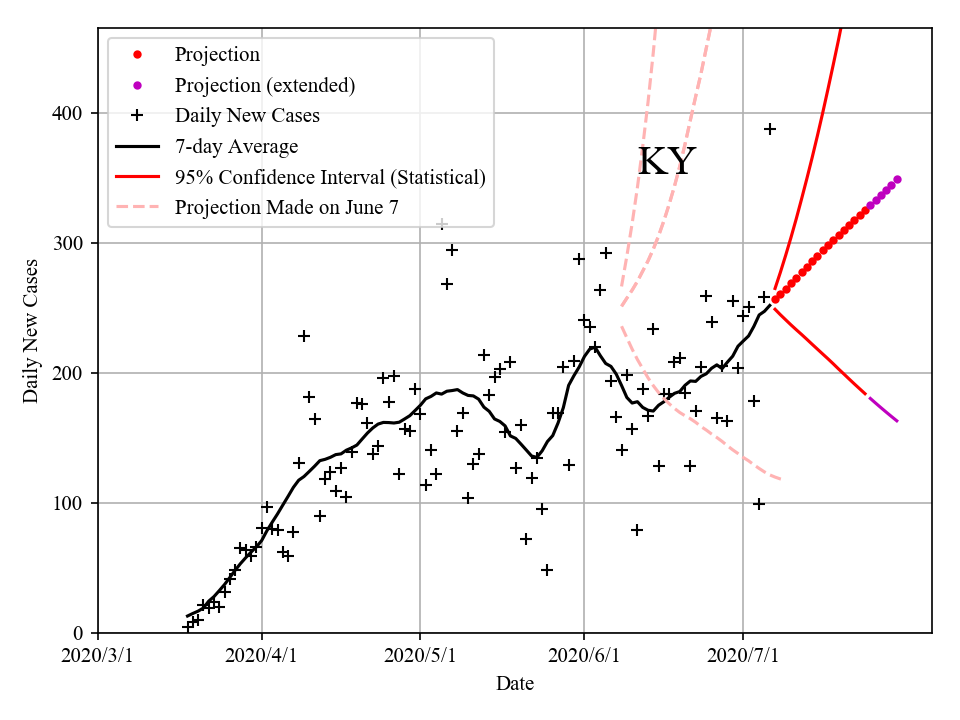 Projection
Projection (extended)
Daily New Cases
7-day Average
95% Confidence Interval (Statistical)
Projection Made on June 7
KY
400
300
200
100
0
Daily New Cases
2020/3/1 2020/4/1 2020/5/1 2020/6/1 2020/7/1
Date